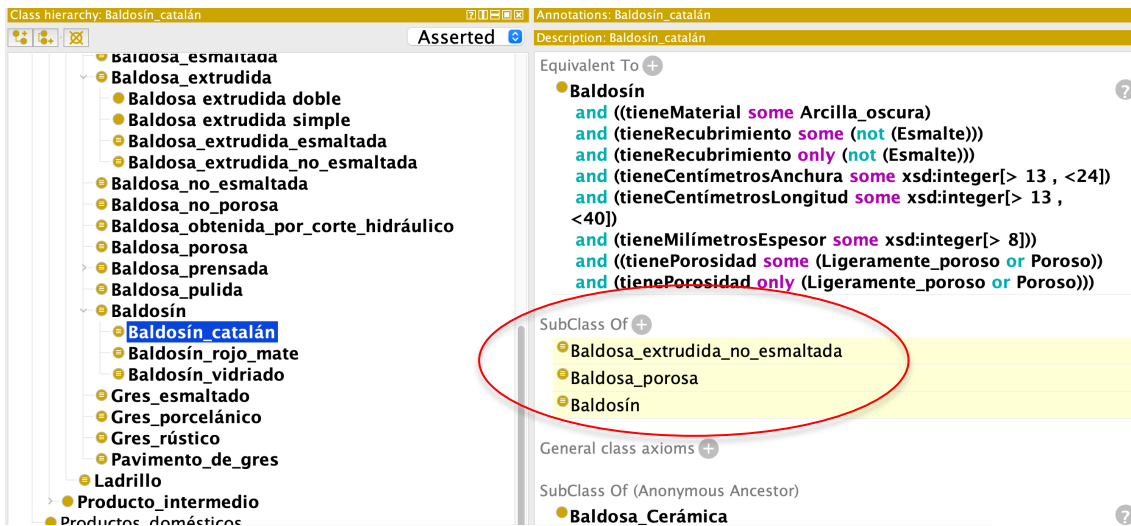 Class hierarchy: Baldosín_catalán
Asserted
Baldosa_esmaltada
Baldosa_extrudida
Baldosa extrudida doble
Baldosa extrudida simple
Baldosa_extrudida_esmaltada
Baldosa_extrudida_no_esmaltada
Baldosa_no_esmaltada
Baldosa_no_porosa
Baldosa_obtenida_por_corte_hidráulico
Baldosa_porosa
Baldosa_prensada
Baldosa_pulida
Baldosín
Baldosín_catalán
Baldosín_rojo_mate
Baldosín_vidriado
Gres_esmaltado
Gres_porcelánico
Gres_rústico
Pavimento_de_gres
Ladrillo
Producto_intermedio
Productos_domésticos
Annotations: Baldosín_catalán
Description: Baldosín_catalán
Equivalent To
Baldosín
and ((tieneMaterial some Arcilla_oscura)
and (tieneRecubrimiento some (not (Esmalte)))
and (tieneRecubrimiento only (not (Esmalte)))
and (tieneCentímetrosAnchura some xsd:integer[> 13 , <24])
and (tieneCentímetrosLongitud some xsd:integer[> 13 ,
<40])
and (tieneMilímetrosEspesor some xsd:integer[> 8]))
and ((tienePorosidad some (Ligeramente_poroso or Poroso))
and (tienePorosidad only (Ligeramente_poroso or Poroso)))
SubClass Of
Baldosa_extrudida_no_esmaltada
Baldosa_porosa
Baldosín
General class axioms
SubClass Of (Anonymous Ancestor)
Baldosa_Cerámica